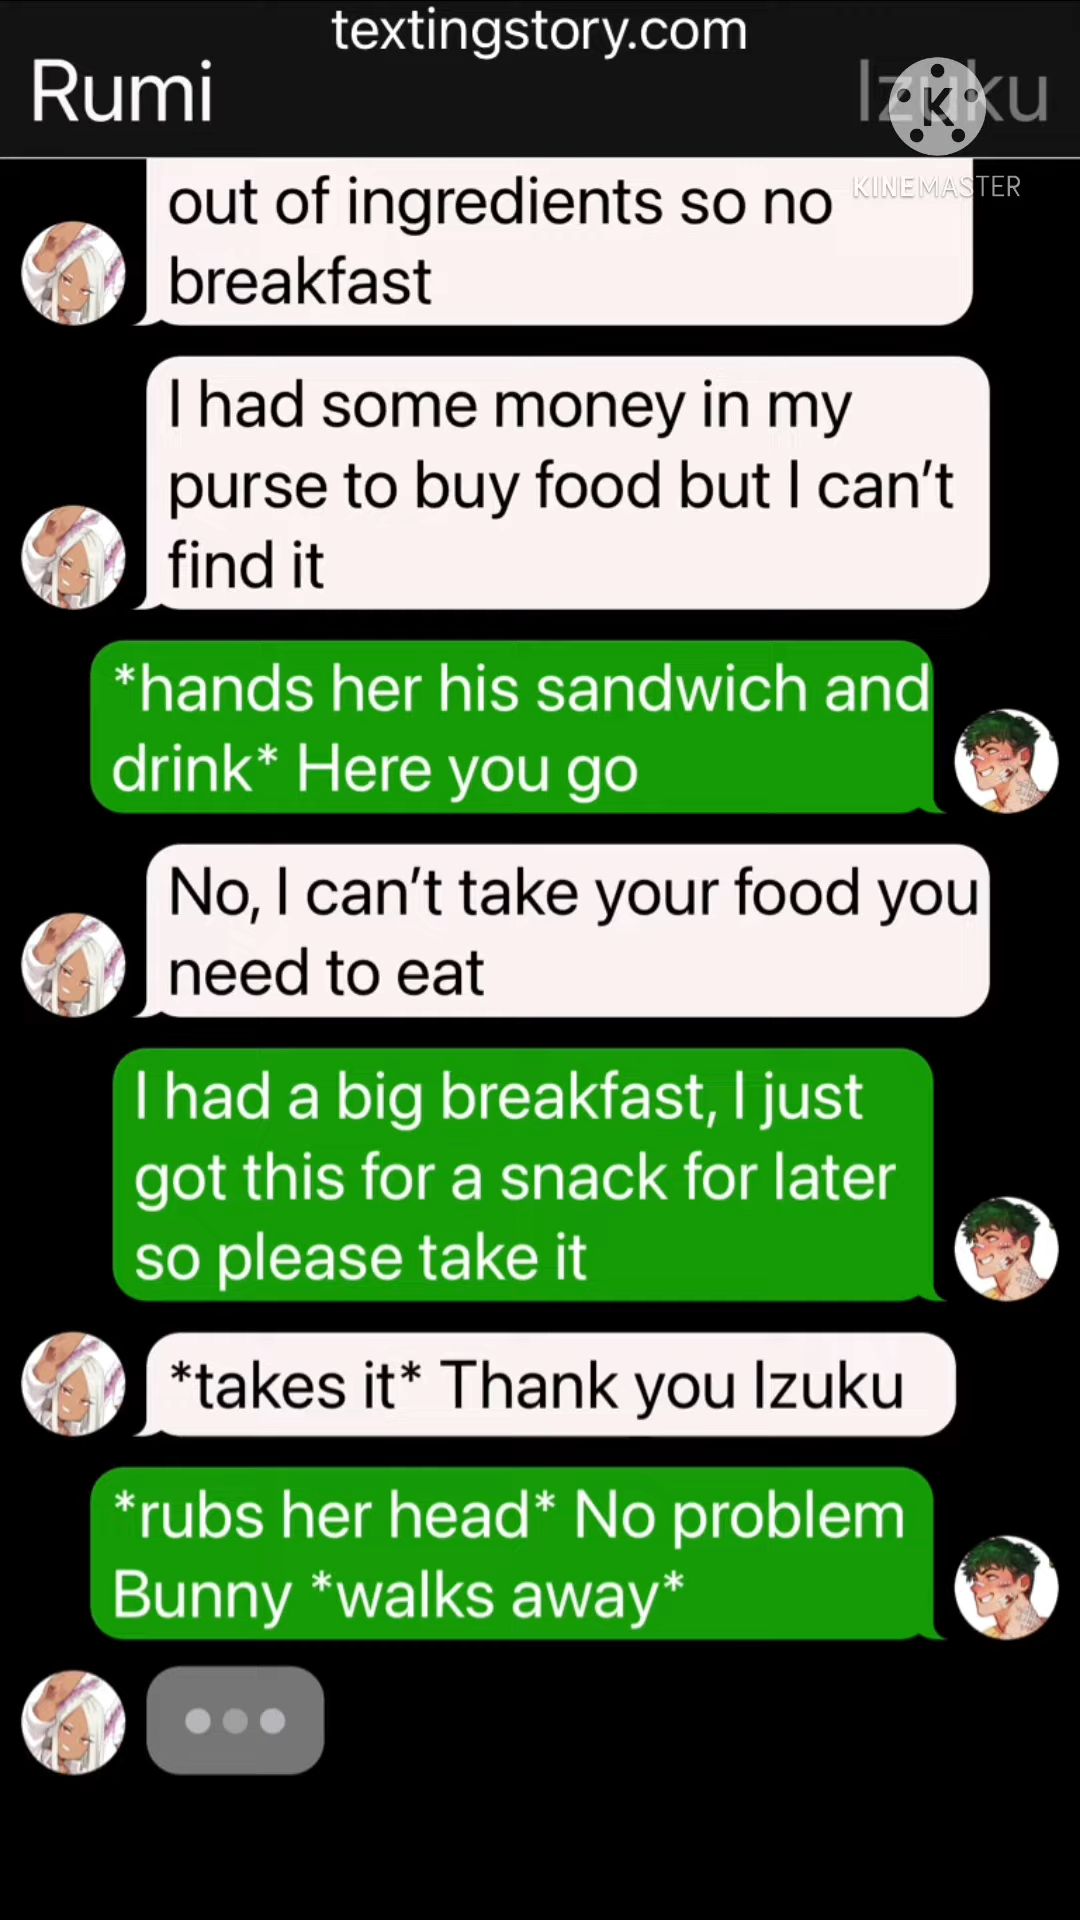 textingstory.com
Rumi
Izuku
K
KINEMASTER
out of ingredients so no
breakfast
I had some money in my
purse to buy food but I can’t
find it
*hands her his sandwich and
drink* Here you go
No, I can’t take your food you
need to eat
I had a big breakfast, I just
got this for a snack for later
so please take it
*takes it* Thank you Izuku
*rubs her head* No problem
Bunny *walks away*